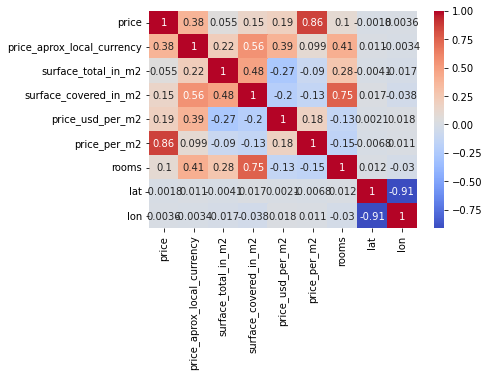 price 1 0.38 -0.055 0.15 0.19 0.86 0.1 -0.0018 0.0036
price_aprox_local_currency 0.38 1 0.22 0.56 0.39 0.099 0.41 0.011 -0.0034
surface_total_in_m2 -0.055 0.22 1 0.48 -0.27 -0.09 0.28 -0.0041 -0.017
surface_covered_in_m2 0.15 0.56 0.48 1 -0.2 -0.13 0.75 0.017 -0.038
price_usd_per_m2 0.19 0.39 -0.27 -0.2 1 0.18 -0.13 0.0021 0.018
price_per_m2 0.86 0.099 -0.09 -0.13 0.18 1 -0.15 -0.0068 0.011
rooms 0.1 0.41 0.28 0.75 -0.13 -0.15 1 0.012 -0.03
lat -0.0018 0.011 -0.0041 0.017 0.0021 -0.0068 0.012 1 -0.91
lon 0.0036 -0.0034 -0.017 -0.038 0.018 0.011 -0.03 -0.91 1
price
price_aprox_local_currency
surface_total_in_m2
surface_covered_in_m2
price_usd_per_m2
price_per_m2
rooms
lat
lon
1.00
0.75
0.50
0.25
0.00
−0.25
−0.50
−0.75